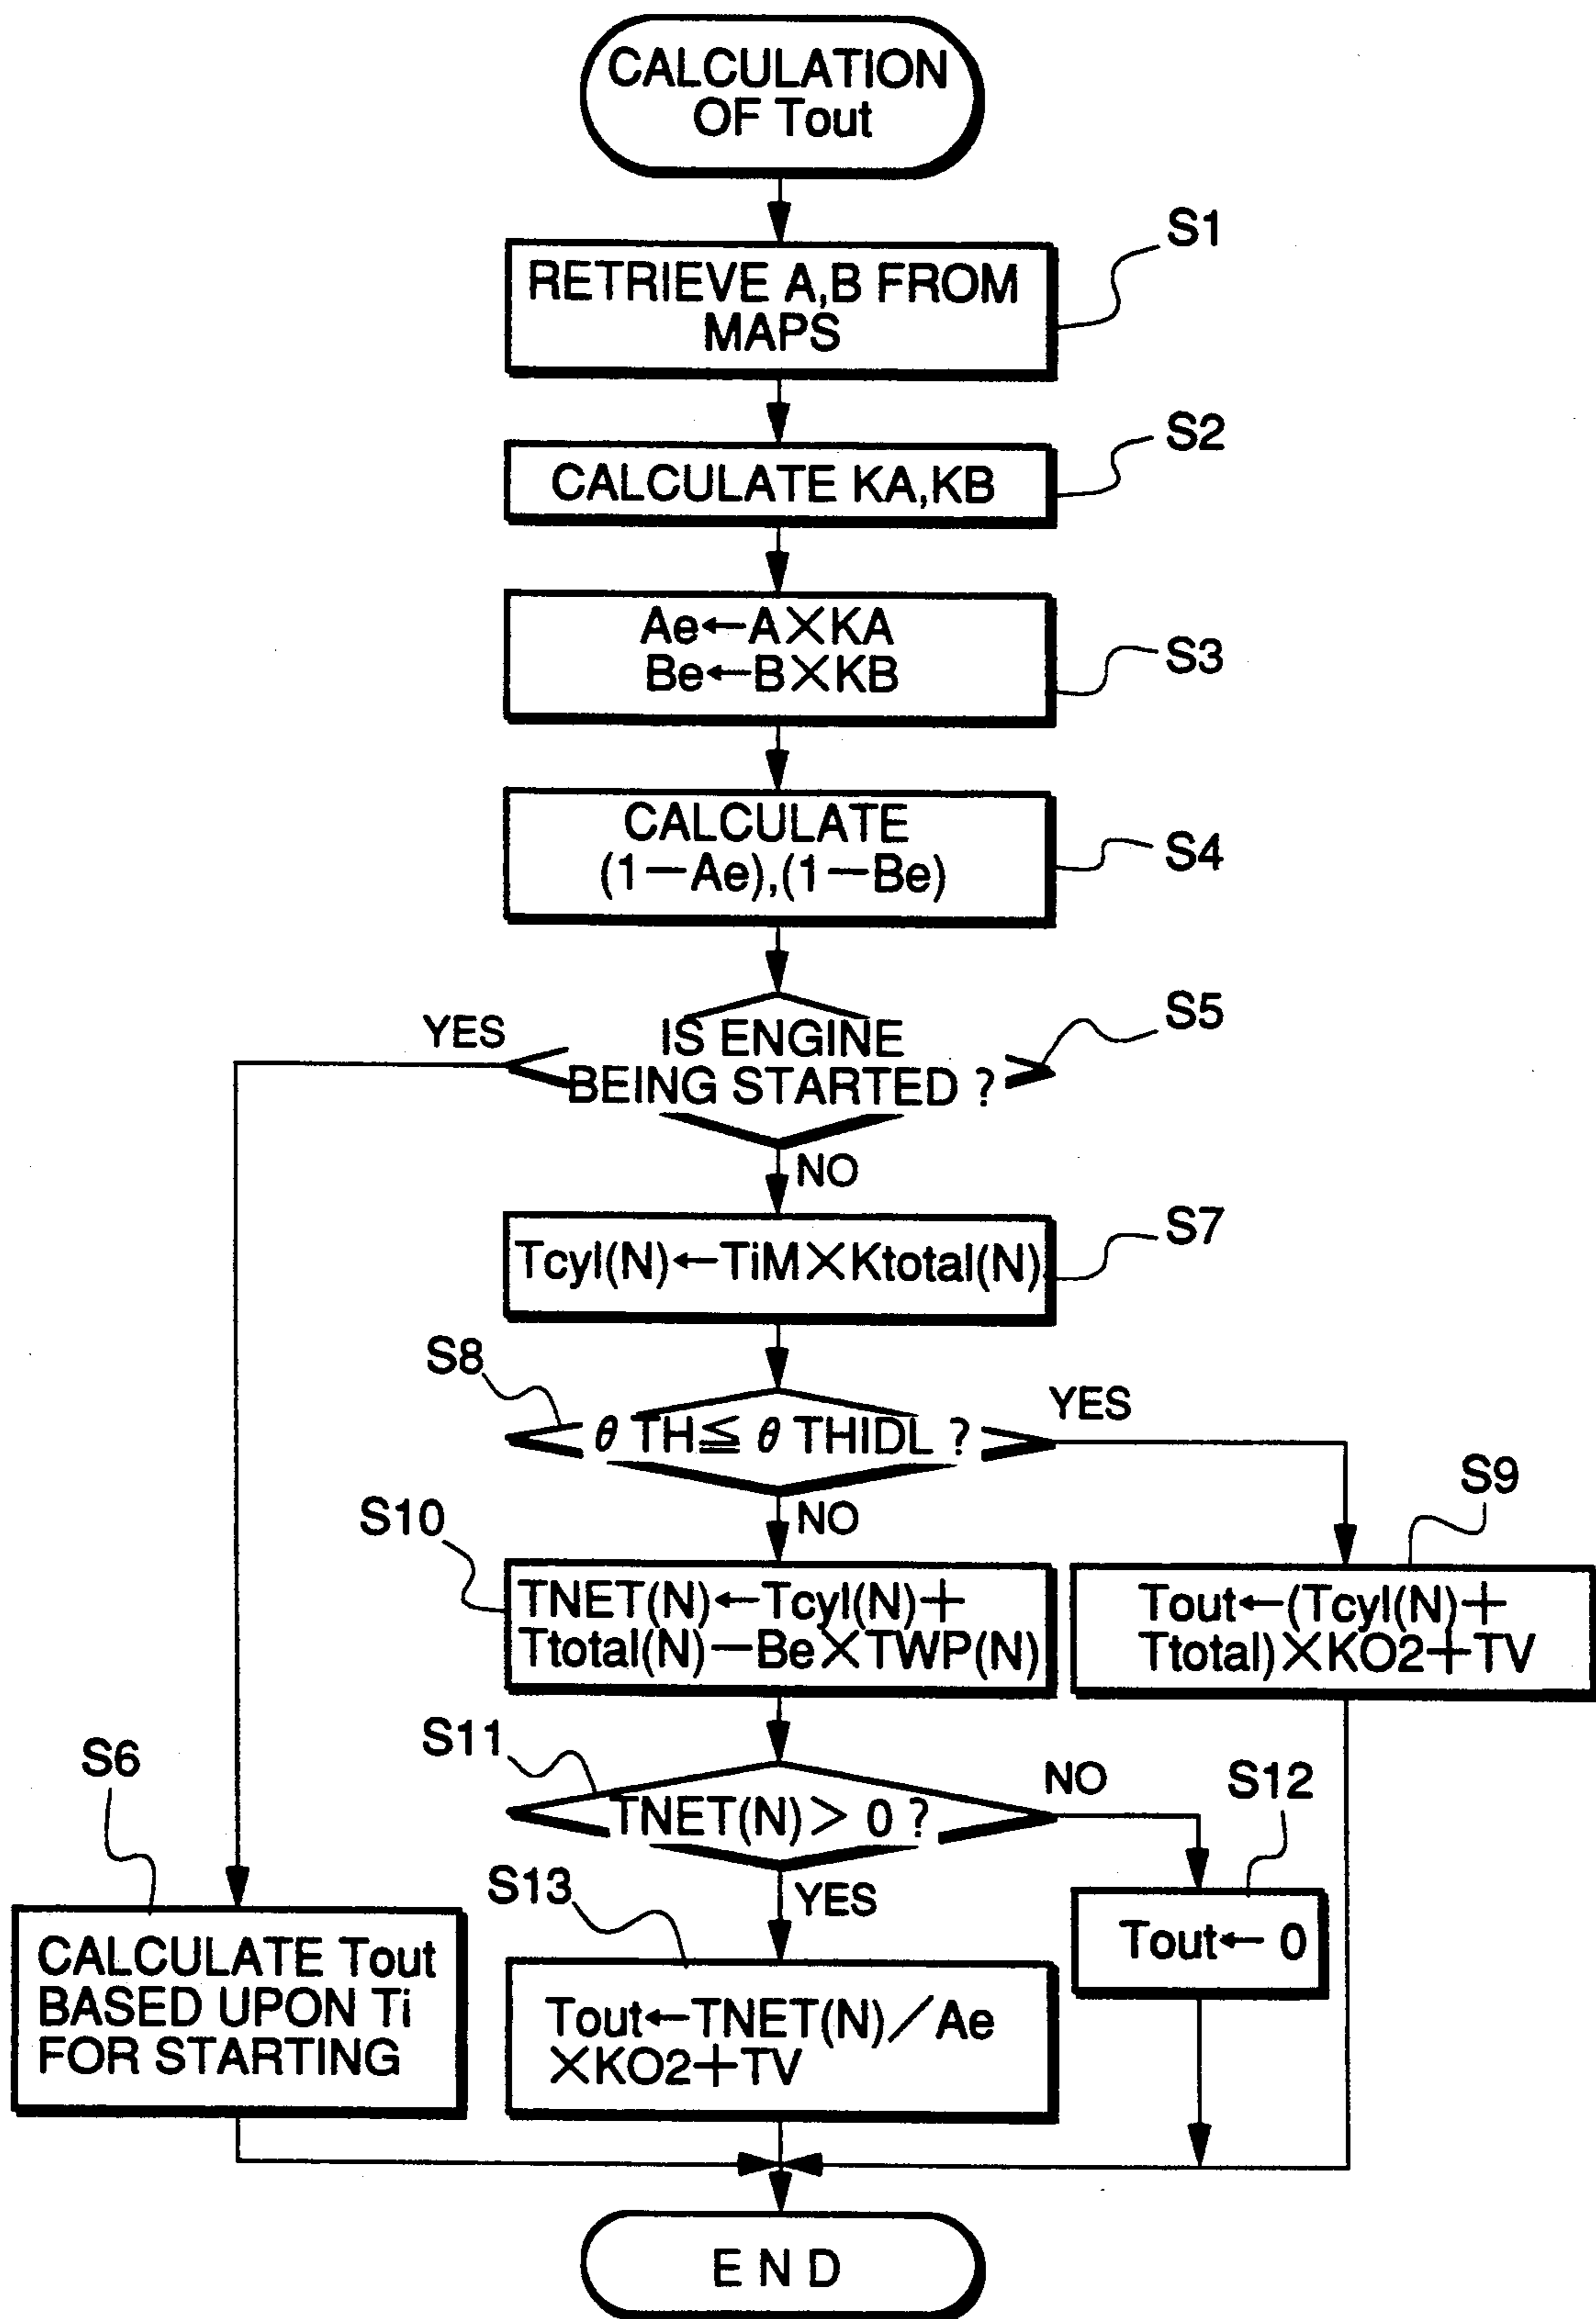 CALCULATION
OF Tout
S1
RETRIEVE A,B FROM
MAPS
S2
CALCULATE KA,KB
S3
Ae←A×KA
Be←B×KB
S4
CALCULATE
(1−Ae),(1−Be)
S5
YES
IS ENGINE
BEING STARTED ?
NO
S7
Tcyl(N)←TiM×Ktotal(N)
S8
θ TH≦ θ THIDL ?
YES
NO
S9
S10
TNET(N)←Tcyl(N)+
Ttotal(N)−Be×TWP(N)
Tout←(Tcyl(N)+
Ttotal)×KO2+TV
S11
TNET(N)> 0 ?
NO
S12
S6
YES
S13
Tout← 0
CALCULATE Tout
BASED UPON Ti
FOR STARTING
Tout←TNET(N)/Ae
×KO2+TV
E N D